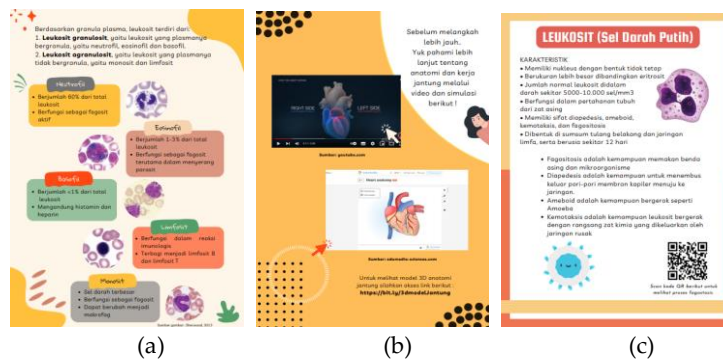 Berdasarkan granula plasma, leukosit terdiri dari:
1. Leukosit granulosit, yaitu leukosit yang plasmanya
bergranula, yaitu neutrofil, eosinofil dan basofil.
2. Leukosit agranulosit, yaitu leukosit yang plasmanya
tidak bergranula, yaitu monosit dan limfosit
Neutrofil
• Berjumlah 60% dari total
leukosit
• Berfungsi sebagai fagosit
aktif
Eosinofil
• Berjumlah 1-3% dari total
leukosit
• Berfungsi sebagai fagosit
terutama dalam menyerang
parasit
Basofil
• Berjumlah <1% dari total
leukosit
• Mengandung histamin dan
heparin
Limfosit
• Berfungsi dalam reaksi
imunologis
• Terbagi menjadi limfosit B
dan limfosit T
Monosit
• Sel darah terbesar
• Berfungsi sebagai fagosit
• Dapat berubah menjadi
makrofag
(a)
Sebelum melangkah
lebih jauh,
Yuk pahami lebih
lanjut tentang
anatomi dan kerja
jantung melalui
video dan simulasi
berikut !
RIGHT SIDE
LEFT SIDE
Sumber: youtube.com
Untuk melihat model 3D anatomi
jantung silahkan akses link berikut :
https://bit.ly/3dmodelJantung
(b)
LEUKOSIT (Sel Darah Putih)
KARAKTERISTIK
• Memiliki nukleus dengan bentuk tidak tetap
• Berukuran lebih besar dibandingkan eritrosit
• Jumlah normal leukosit didalam
darah sekitar 5000-10.000 sel/mm3
• Berfungsi dalam pertahanan tubuh
dari zat asing
• Memiliki sifat diapedesis, ameboid,
kemotaksis, dan fagositosis
• Dibentuk di sumsum tulang belakang dan jaringan
limfa, serta berusia sekitar 12 hari
• Fagositosis adalah kemampuan memakan benda
asing dan mikroorganisme
• Diapedesis adalah kemampuan untuk menembus
keluar pori-pori membran kapiler menuju ke
jaringan.
• Ameboid adalah kemampuan bergerak seperti
Amoeba
• Kemotaksis adalah kemampuan leukosit bergerak
dengan rangsang zat kimia yang dikeluarkan oleh
jaringan rusak
Scan kode QR berikut untuk
melihat proses fagositosis
(c)